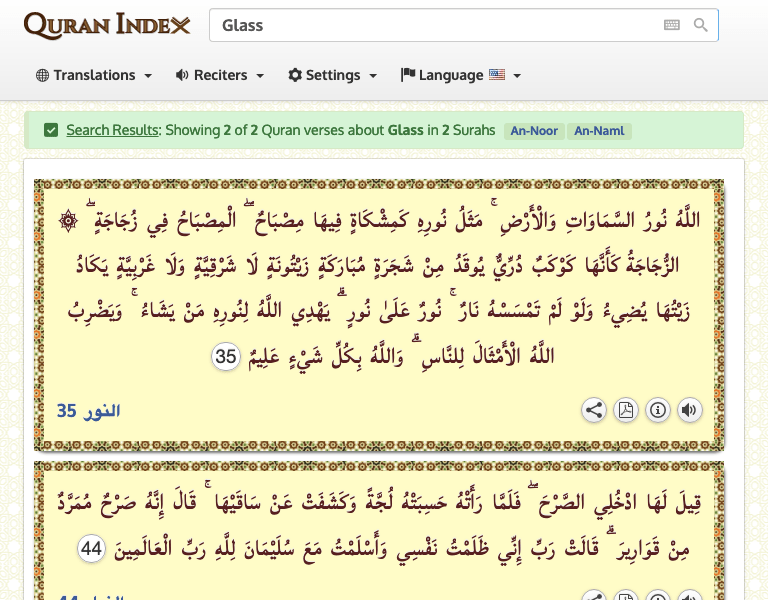 QURAN INDEX
Glass
Translations Reciters Settings Language
Search Results: Showing 2 of 2 Quran verses about Glass in 2 Surahs An-Noor An-Naml
اللَّهُ نُورُ السَّمَاوَاتِ وَالْأَرْضِ ۚ مَثَلُ نُورِهِ كَمِشْكَاةٍ فِيهَا مِصْبَاحٌ ۖ الْمِصْبَاحُ فِي زُجَاجَةٍ ۖ ۞
الزُّجَاجَةُ كَأَنَّهَا كَوْكَبٌ دُرِّيٌّ يُوقَدُ مِنْ شَجَرَةٍ مُبَارَكَةٍ زَيْتُونَةٍ لَا شَرْقِيَّةٍ وَلَا غَرْبِيَّةٍ يَكَادُ
زَيْتُهَا يُضِيءُ وَلَوْ لَمْ تَمْسَسْهُ نَارٌ ۚ نُورٌ عَلَىٰ نُورٍ ۗ يَهْدِي اللَّهُ لِنُورِهِ مَنْ يَشَاءُ ۚ وَيَضْرِبُ
اللَّهُ الْأَمْثَالَ لِلنَّاسِ ۗ وَاللَّهُ بِكُلِّ شَيْءٍ عَلِيمٌ 35
النور 35
قِيلَ لَهَا ادْخُلِي الصَّرْحَ ۖ فَلَمَّا رَأَتْهُ حَسِبَتْهُ لُجَّةً وَكَشَفَتْ عَنْ سَاقَيْهَا ۚ قَالَ إِنَّهُ صَرْحٌ مُمَرَّدٌ
مِنْ قَوَارِيرَ ۗ قَالَتْ رَبِّ إِنِّي ظَلَمْتُ نَفْسِي وَأَسْلَمْتُ مَعَ سُلَيْمَانَ لِلَّهِ رَبِّ الْعَالَمِينَ 44